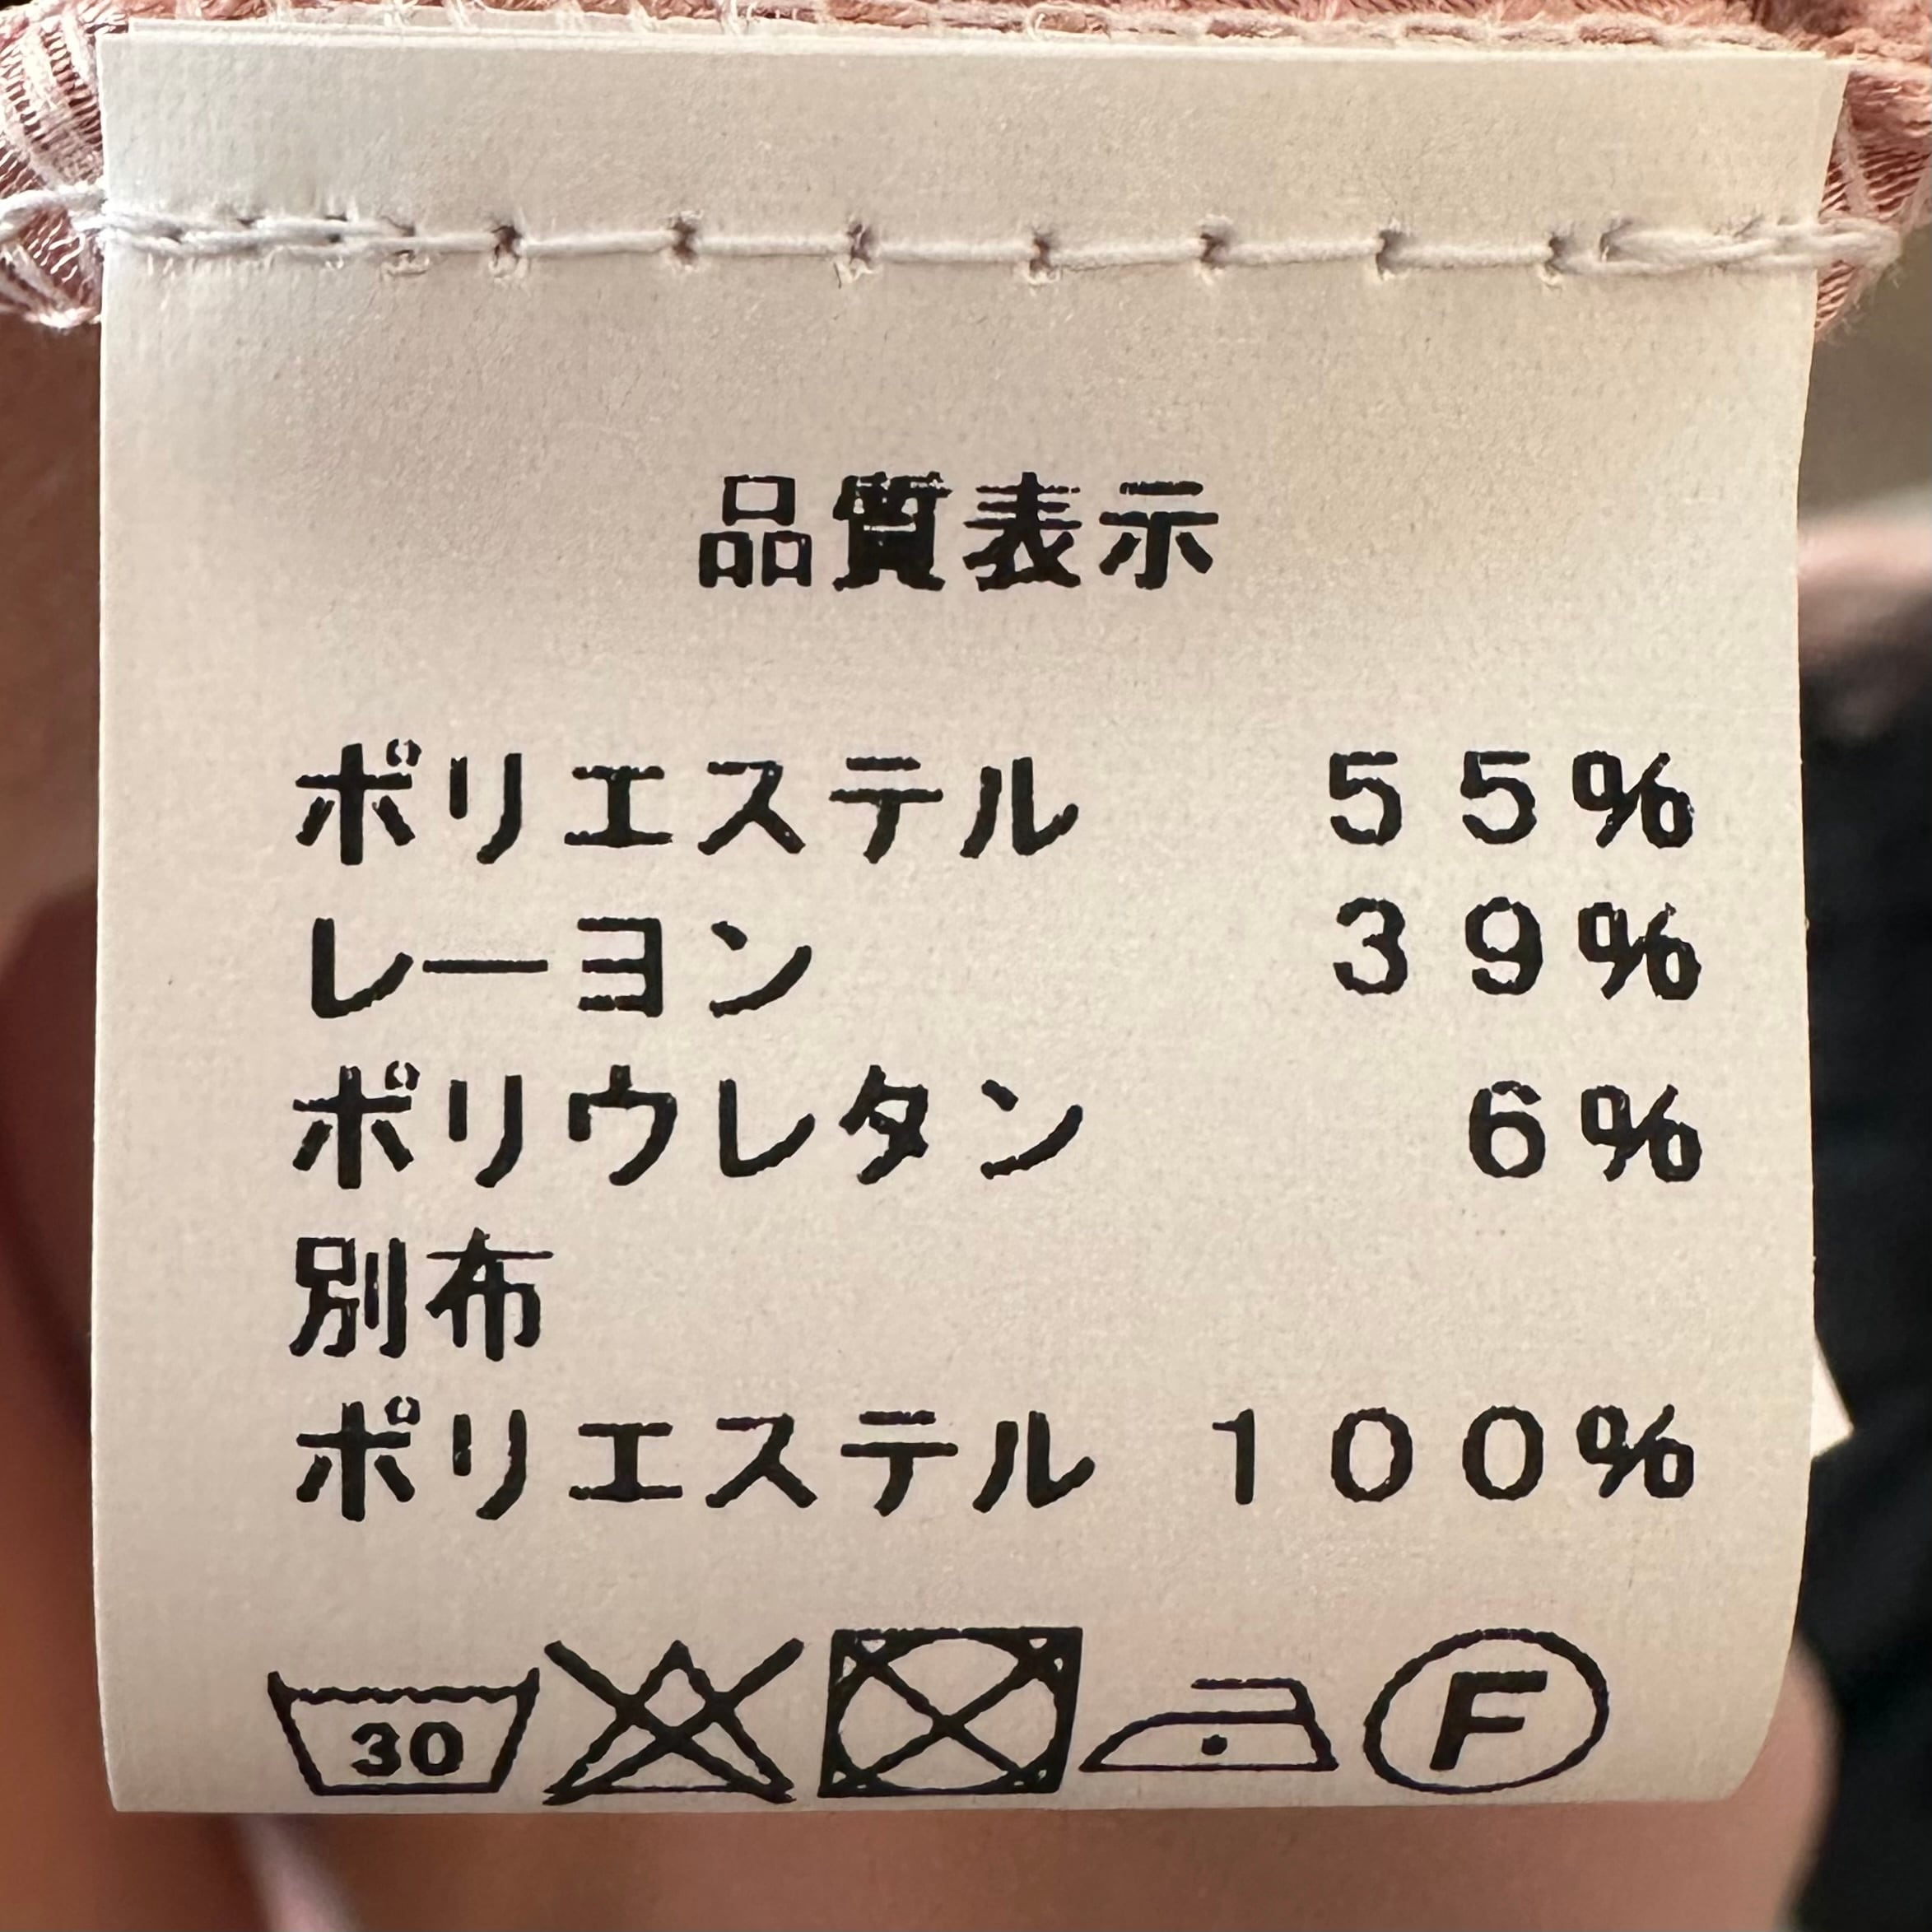 品質表示
ポリエステル 55%
レーヨン 39%
ポリウレタン 6%
別布
ポリエステル 100%
30 F